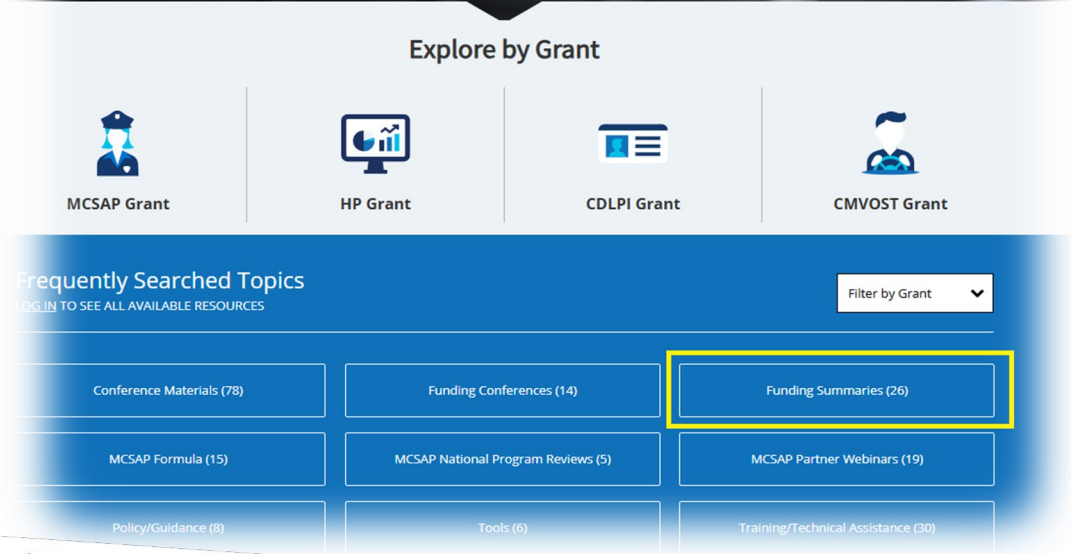 Explore by Grant
MCSAP Grant
HP Grant
CDLPI Grant
CMVOST Grant
Frequently Searched Topics
LOG IN TO SEE ALL AVAILABLE RESOURCES
Filter by Grant
Conference Materials (78)
Funding Conferences (14)
Funding Summaries (26)
MCSAP Formula (15)
MCSAP National Program Reviews (5)
MCSAP Partner Webinars (19)
Policy/Guidance (8)
Tools (6)
Training/Technical Assistance (30)